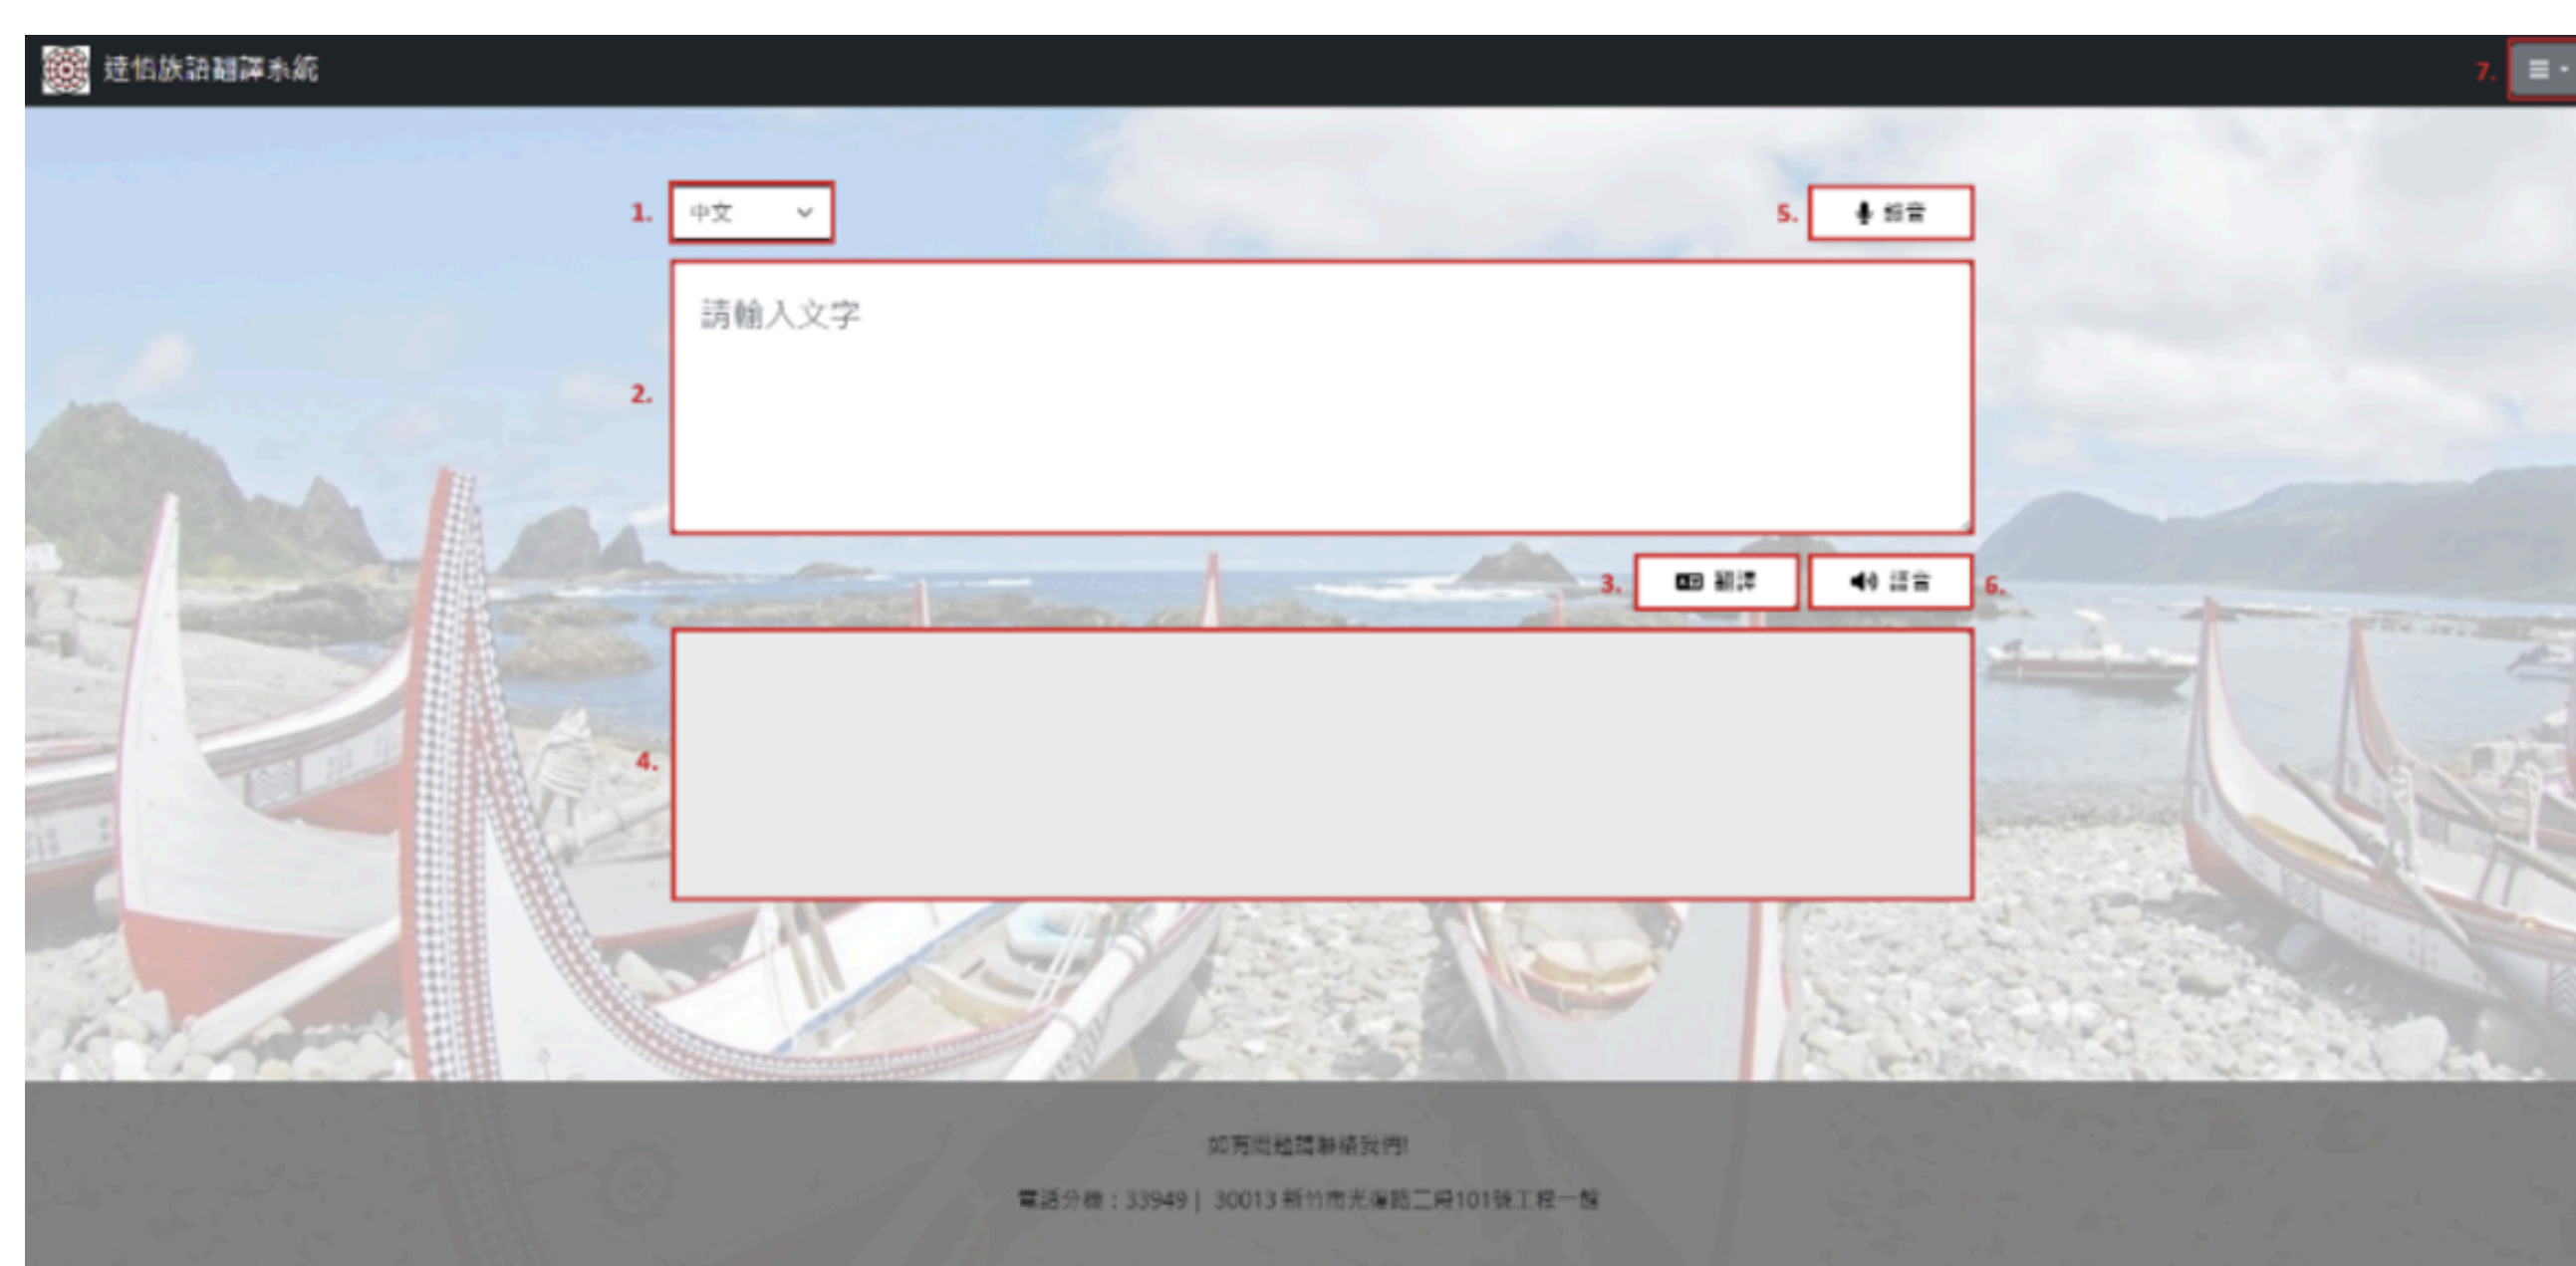 達悟族語翻譯系統
7.
1. 中文
5. 錄音
請輸入文字
2.
3. 翻譯
語音 6.
4.
如有問題請聯絡我們!
電話分機：33949 | 30013 新竹市光復路二段101號工程一館